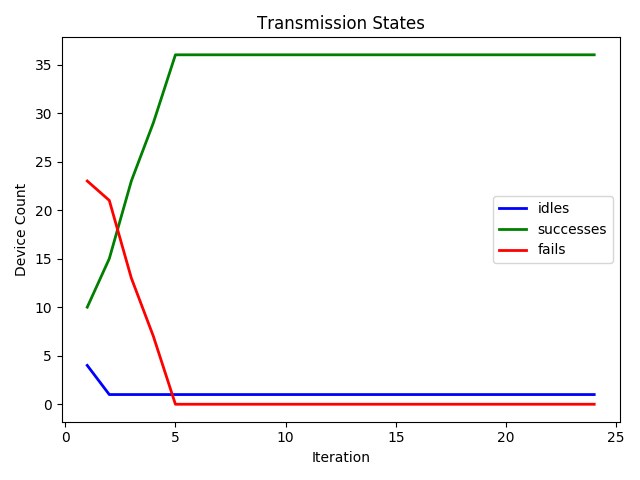 Transmission States
Device Count
35
30
25
20
15
10
5
0
idles
successes
fails
0 5 10 15 20 25
Iteration